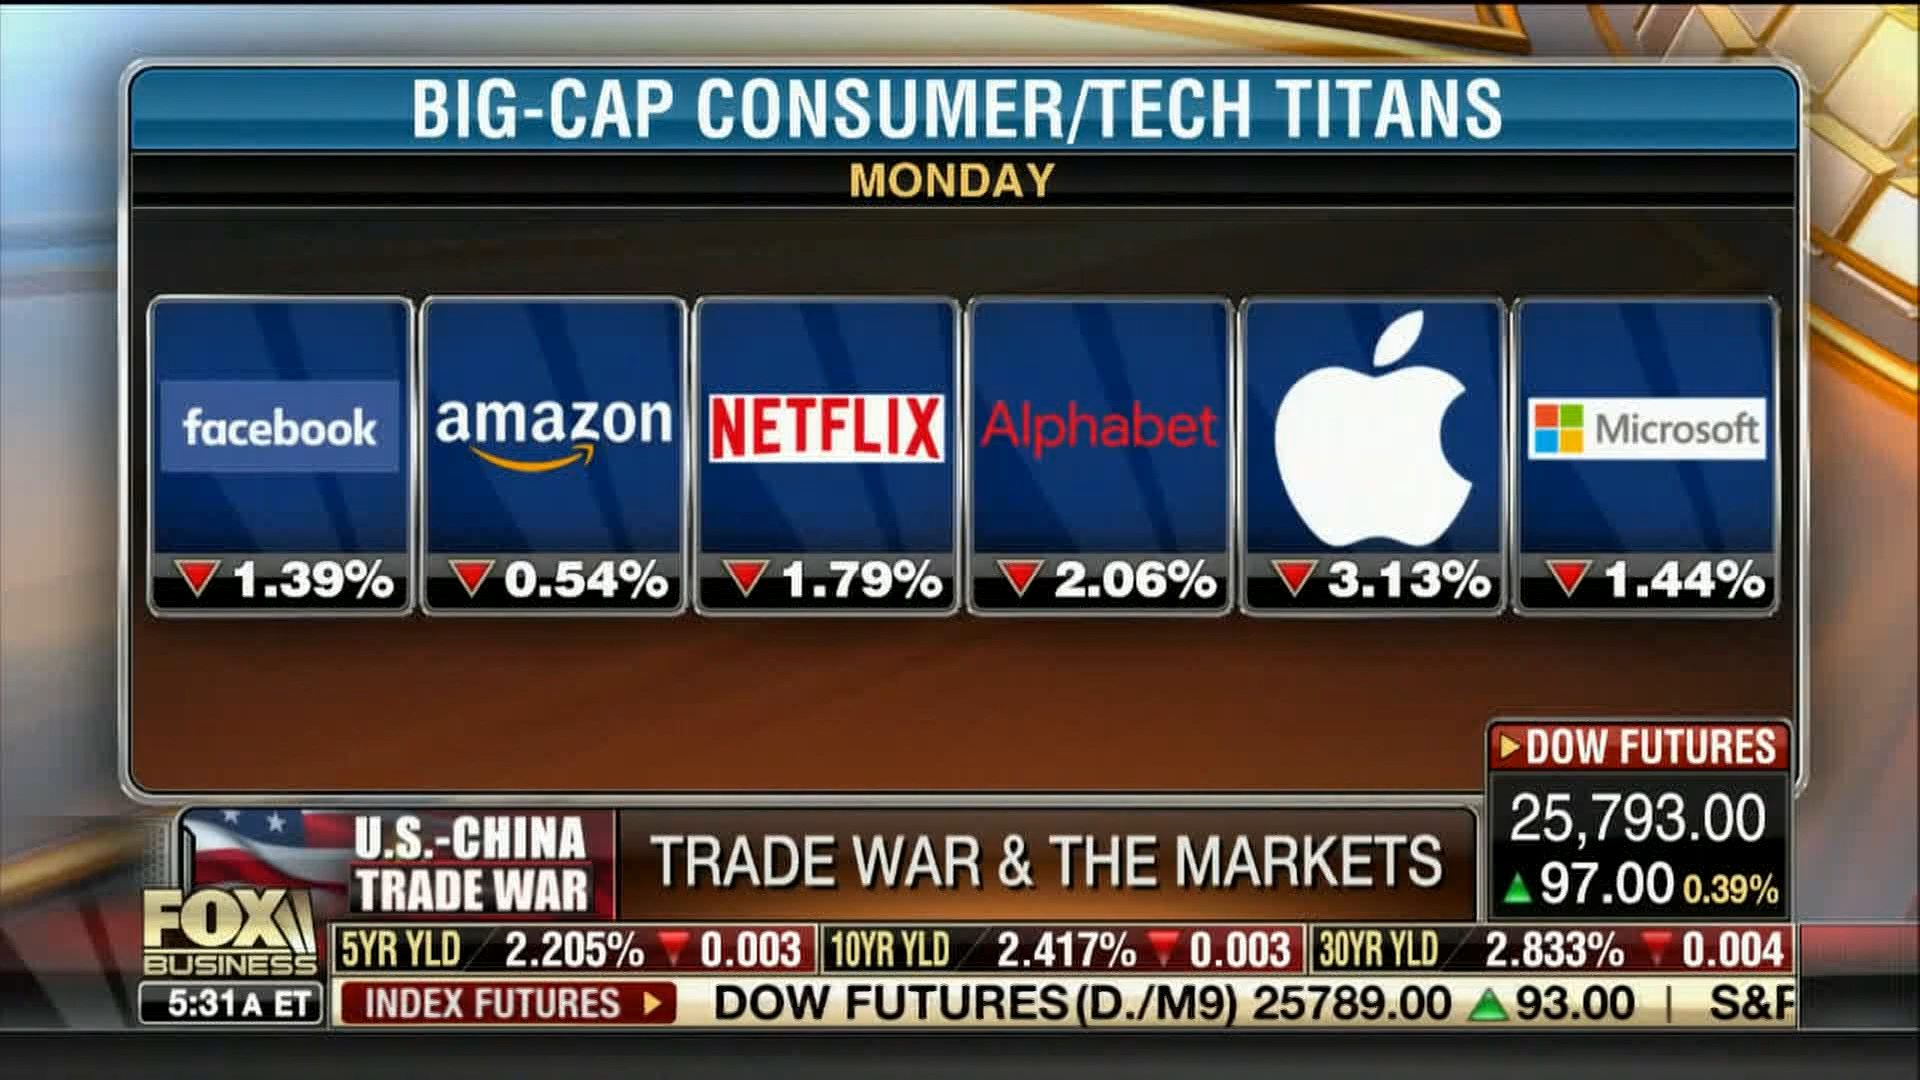 BIG-CAP CONSUMER/TECH TITANS
MONDAY
facebook
amazon
NETFLIX
Alphabet
Microsoft
▼1.39%
▼0.54%
▼1.79%
▼2.06%
▼3.13%
▼1.44%
DOW FUTURES
25,793.00
▲97.00 0.39%
U.S.-CHINA
TRADE WAR
TRADE WAR & THE MARKETS
FOX
BUSINESS
5YR YLD 2.205% ▼0.003
10YR YLD 2.417% ▼0.003
30YR YLD 2.833% ▼0.004
5:31A ET
INDEX FUTURES
DOW FUTURES(D./M9) 25789.00 ▲93.00 | S&P